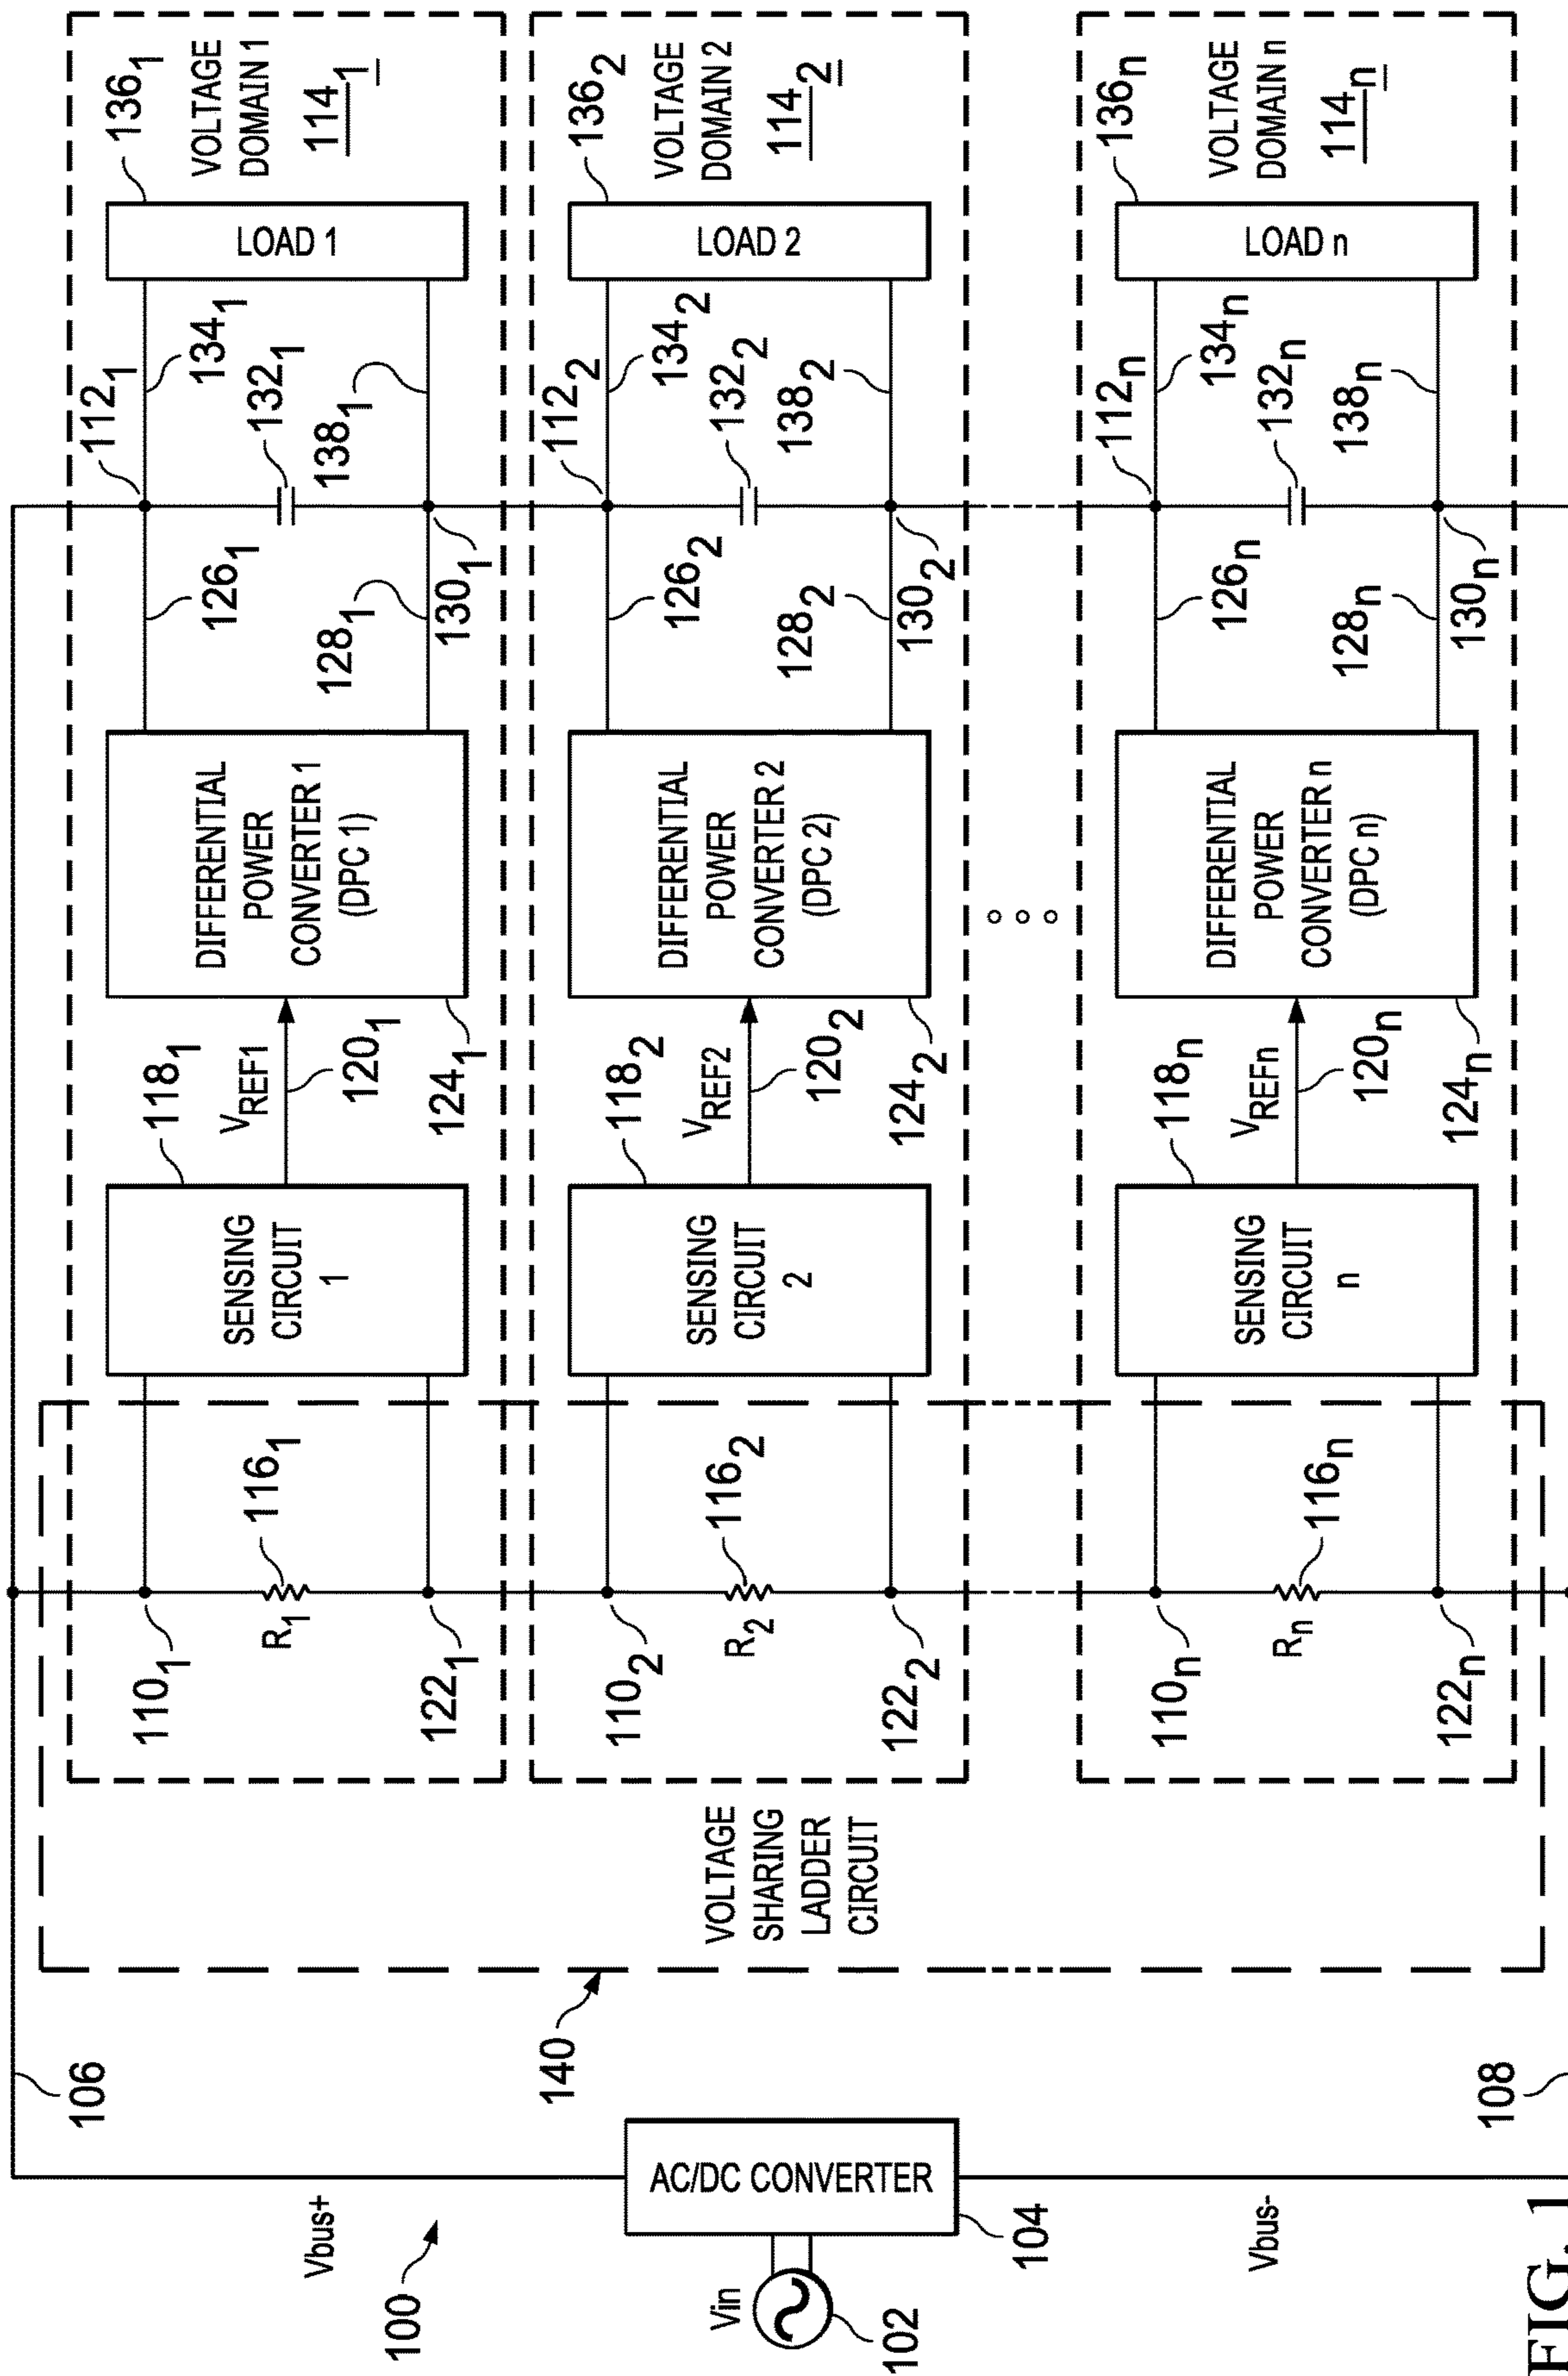 FIG. 1
100
Vin
102
AC/DC CONVERTER
104
Vbus+
106
Vbus-
108
140
VOLTAGE
SHARING
LADDER
CIRCUIT
110₁
R₁
116₁
122₁
SENSING
CIRCUIT
1
118₁
V_REF1
120₁
DIFFERENTIAL
POWER
CONVERTER 1
(DPC 1)
124₁
126₁
128₁
130₁
112₁
132₁
134₁
138₁
LOAD 1
136₁
VOLTAGE
DOMAIN 1
114₁
110₂
R₂
116₂
122₂
SENSING
CIRCUIT
2
118₂
V_REF2
120₂
DIFFERENTIAL
POWER
CONVERTER 2
(DPC 2)
124₂
126₂
128₂
130₂
112₂
132₂
134₂
138₂
LOAD 2
136₂
VOLTAGE
DOMAIN 2
114₂
110ₙ
Rₙ
116ₙ
122ₙ
SENSING
CIRCUIT
n
118ₙ
V_REFn
120ₙ
DIFFERENTIAL
POWER
CONVERTER n
(DPC n)
124ₙ
126ₙ
128ₙ
130ₙ
112ₙ
132ₙ
134ₙ
138ₙ
LOAD n
136ₙ
VOLTAGE
DOMAIN n
114ₙ